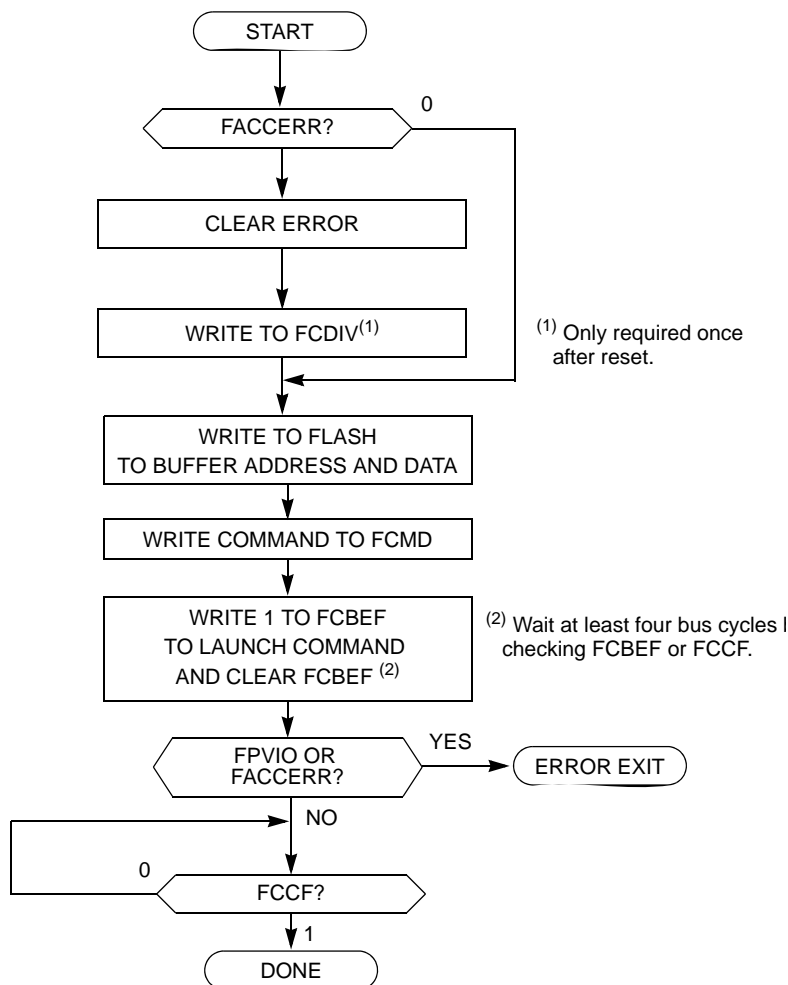 START
0
FACCERR?
CLEAR ERROR
WRITE TO FCDIV(1)
(1) Only required once
after reset.
WRITE TO FLASH
TO BUFFER ADDRESS AND DATA
WRITE COMMAND TO FCMD
WRITE 1 TO FCBEF
TO LAUNCH COMMAND
AND CLEAR FCBEF (2)
(2) Wait at least four bus cycles
checking FCBEF or FCCF.
FPVIO OR
FACCERR?
YES
ERROR EXIT
NO
0
FCCF?
1
DONE